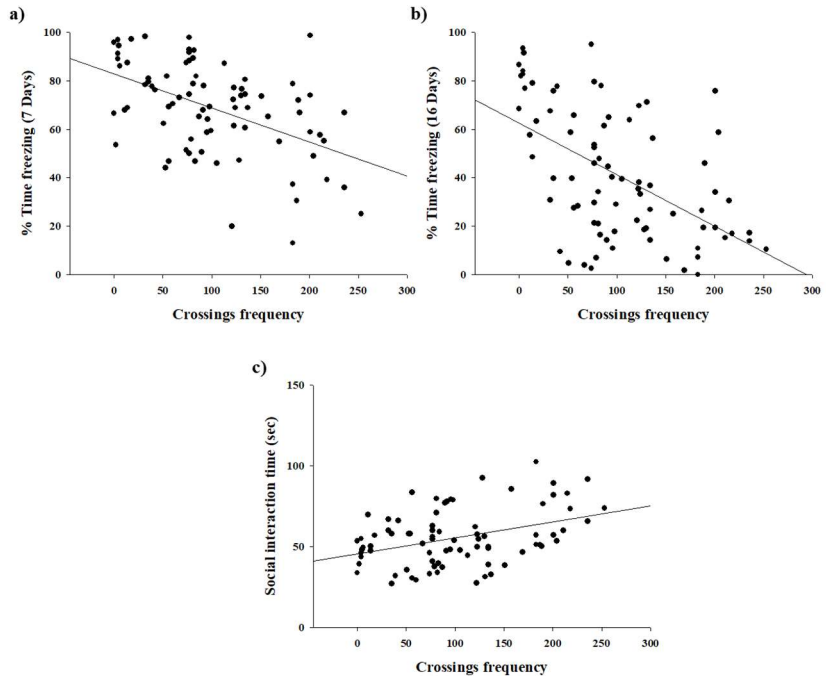 a)
% Time freezing (7 Days)
100
80
60
40
20
0
0 50 100 150 200 250 300
Crossings frequency
b)
% Time freezing (16 Days)
100
80
60
40
20
0
0 50 100 150 200 250 300
Crossings frequency
c)
Social interaction time (sec)
150
100
50
0
0 50 100 150 200 250 300
Crossings frequency